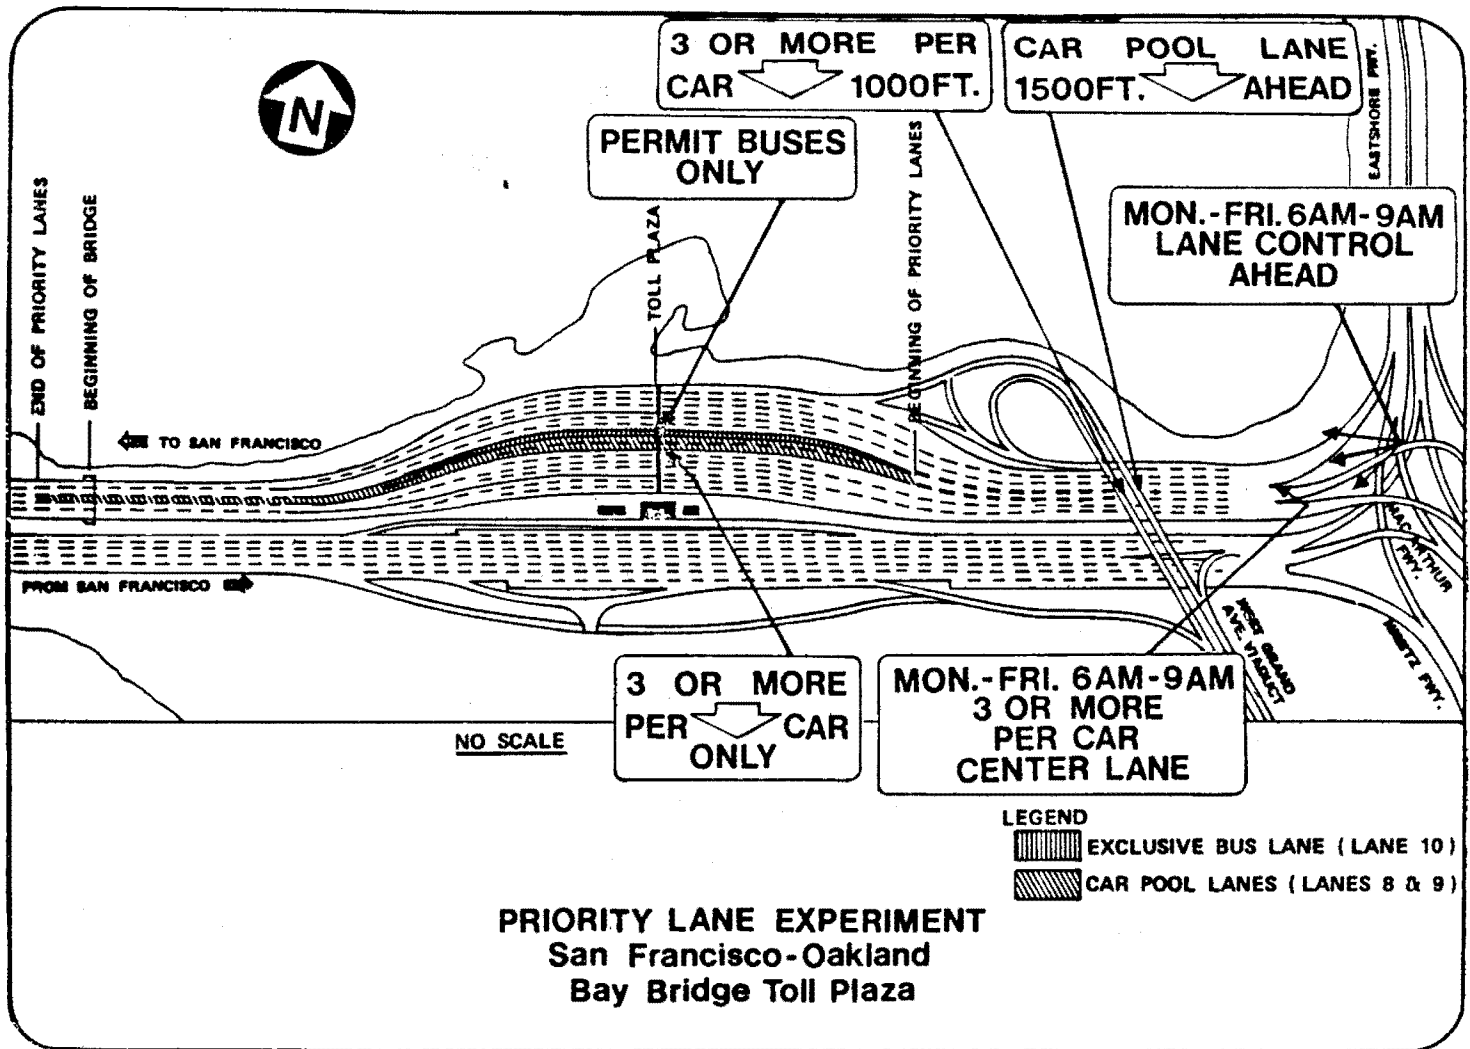 3 OR MORE PER
CAR 1000FT.
CAR POOL LANE
1500FT. AHEAD
EASTSHORE FWY.
N
PERMIT BUSES
ONLY
MON.-FRI. 6AM-9AM
LANE CONTROL
AHEAD
END OF PRIORITY LANES
BEGINNING OF BRIDGE
TOLL PLAZA
BEGINNING OF PRIORITY LANES
TO SAN FRANCISCO
FROM SAN FRANCISCO
MAC ARTHUR
FWY.
WEST GRAND
AVE. VIADUCT
NIMITZ FWY.
3 OR MORE
PER CAR
ONLY
MON.-FRI. 6AM-9AM
3 OR MORE
PER CAR
CENTER LANE
NO SCALE
LEGEND
EXCLUSIVE BUS LANE (LANE 10)
CAR POOL LANES (LANES 8 & 9)
PRIORITY LANE EXPERIMENT
San Francisco-Oakland
Bay Bridge Toll Plaza